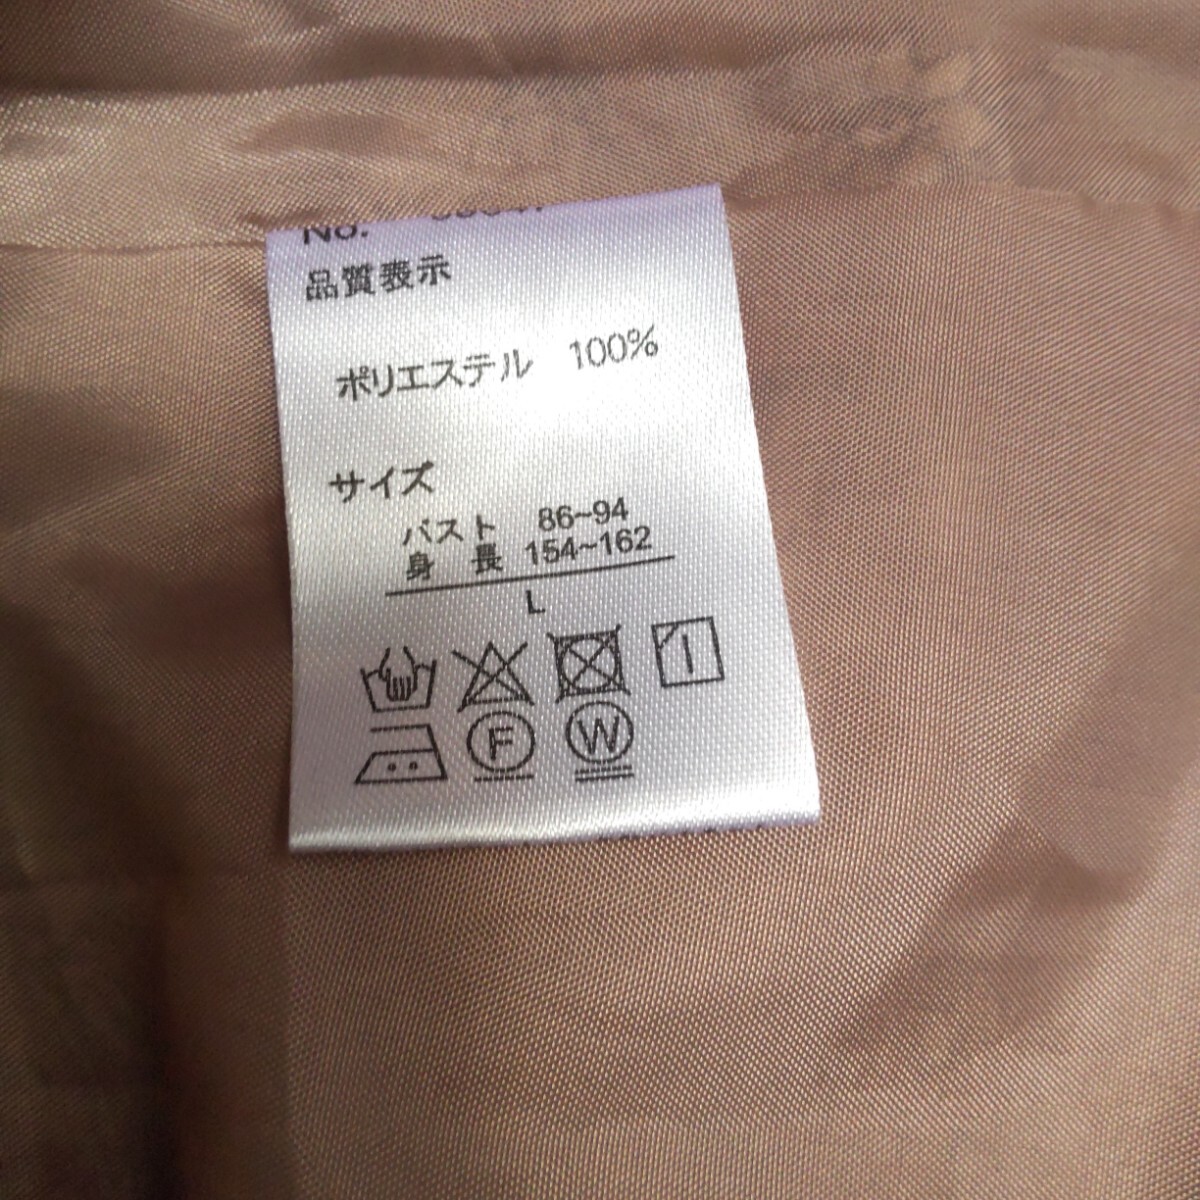 No.
品質表示
ポリエステル 100%
サイズ
バスト 86~94
身長 154~162
L
F W